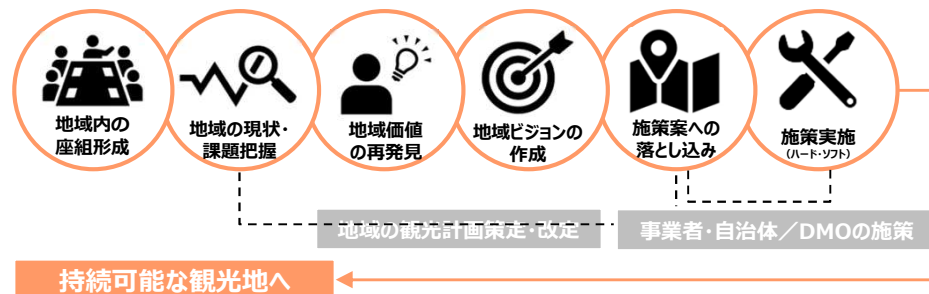 地域内の
座組形成
地域の現状・
課題把握
地域価値
の再発見
地域ビジョンの
作成
施策案への
落とし込み
施策実施
(ハード・ソフト)
地域の観光計画策定・改定
事業者・自治体／DMOの施策
持続可能な観光地へ